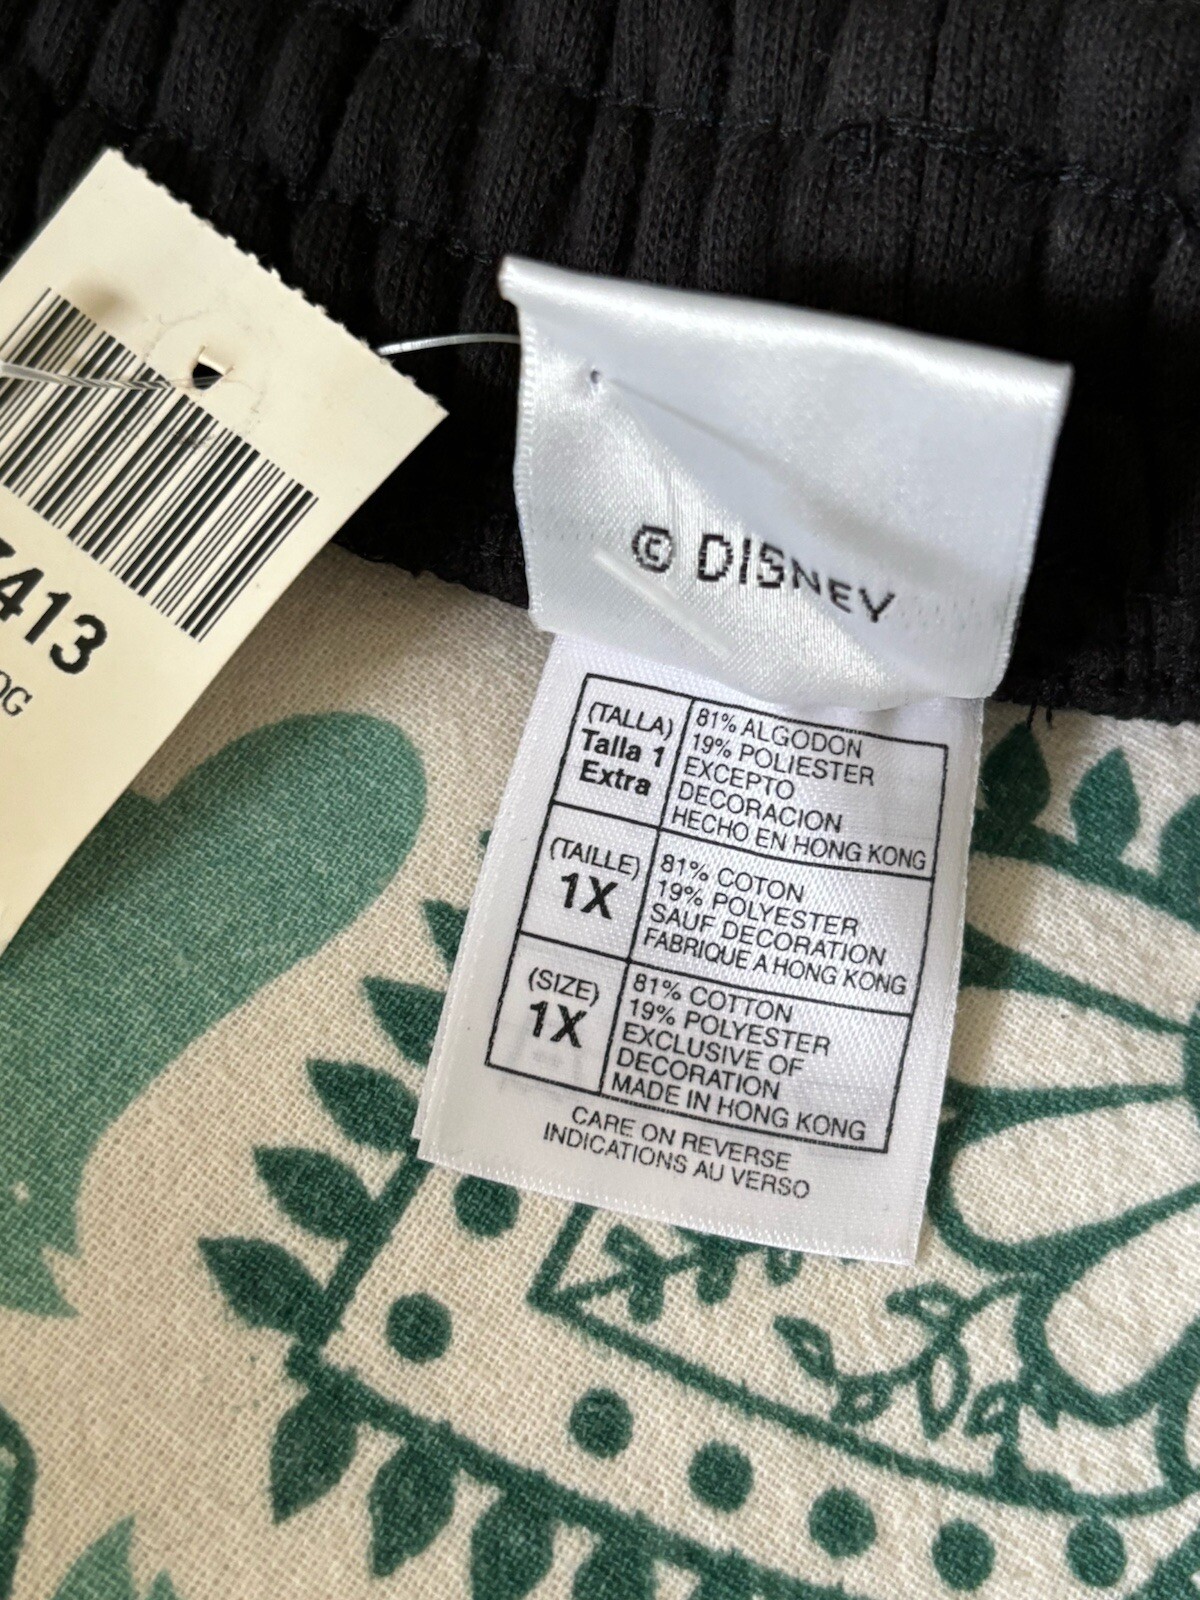 413
© DISNEY
(TALLA)
Talla 1
Extra
81% ALGODON
19% POLIESTER
EXCEPTO
DECORACION
HECHO EN HONG KONG
(TAILLE)
1X
81% COTON
19% POLYESTER
SAUF DECORATION
FABRIQUE A HONG KONG
(SIZE)
1X
81% COTTON
19% POLYESTER
EXCLUSIVE OF
DECORATION
MADE IN HONG KONG
CARE ON REVERSE
INDICATIONS AU VERSO